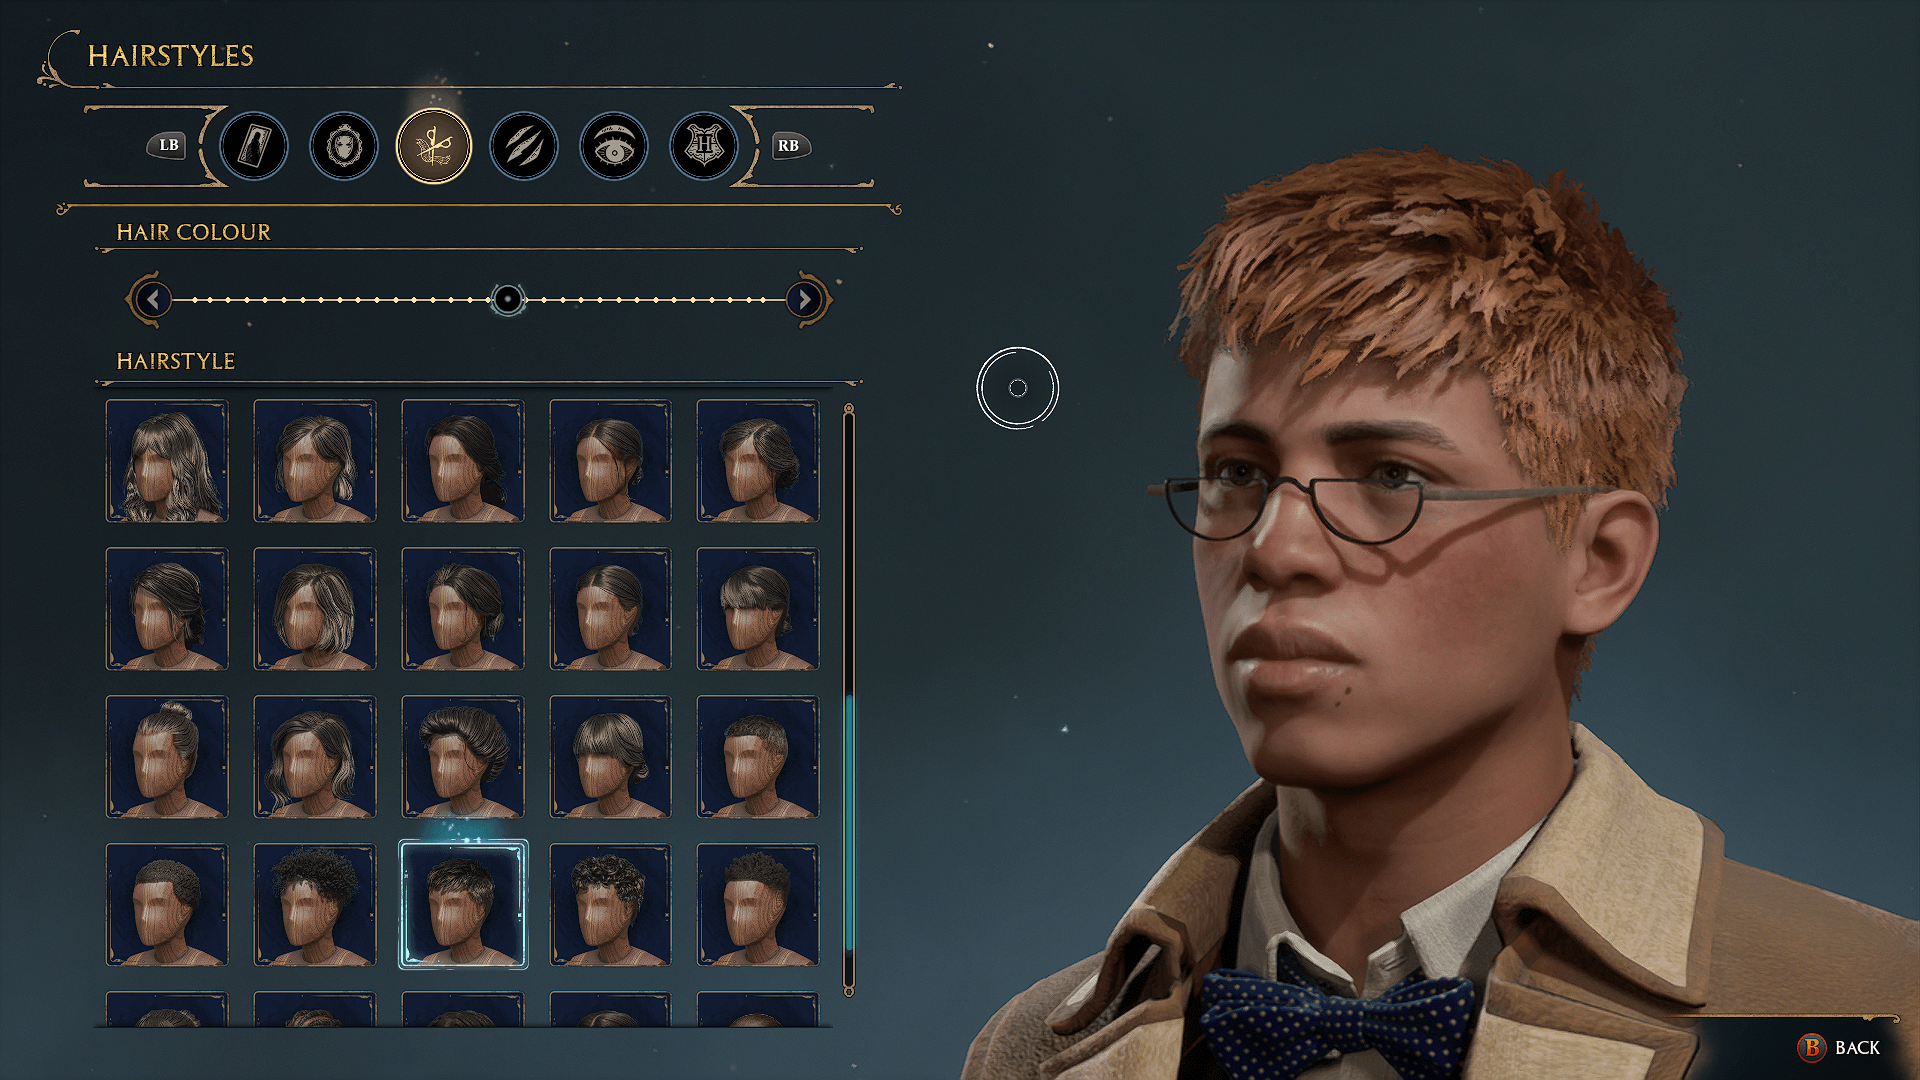 HAIRSTYLES
LB
H
RB
HAIR COLOUR
HAIRSTYLE
B BACK